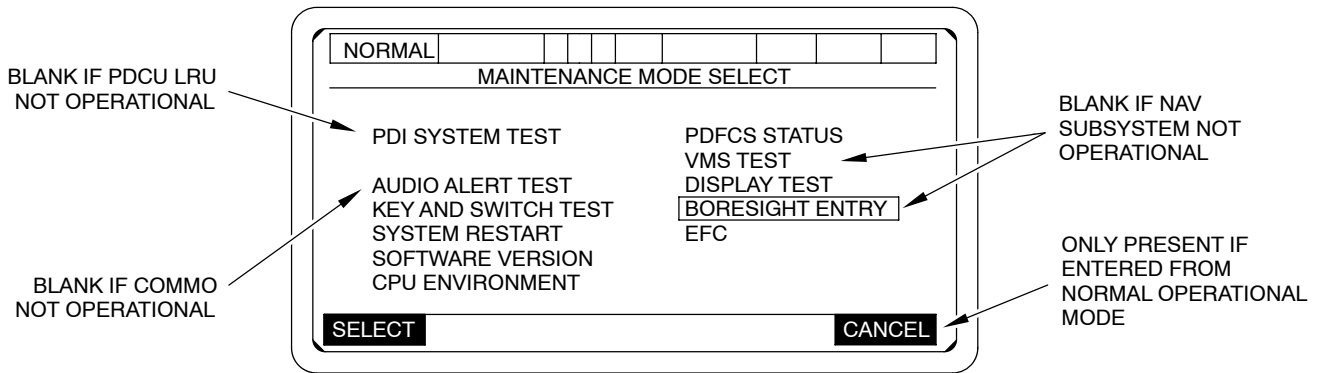 BLANK IF PDCU LRU
NOT OPERATIONAL
BLANK IF COMMO
NOT OPERATIONAL
NORMAL
MAINTENANCE MODE SELECT
PDI SYSTEM TEST
AUDIO ALERT TEST
KEY AND SWITCH TEST
SYSTEM RESTART
SOFTWARE VERSION
CPU ENVIRONMENT
PDFCS STATUS
VMS TEST
DISPLAY TEST
BORESIGHT ENTRY
EFC
SELECT
CANCEL
BLANK IF NAV
SUBSYSTEM NOT
OPERATIONAL
ONLY PRESENT IF
ENTERED FROM
NORMAL OPERATIONAL
MODE